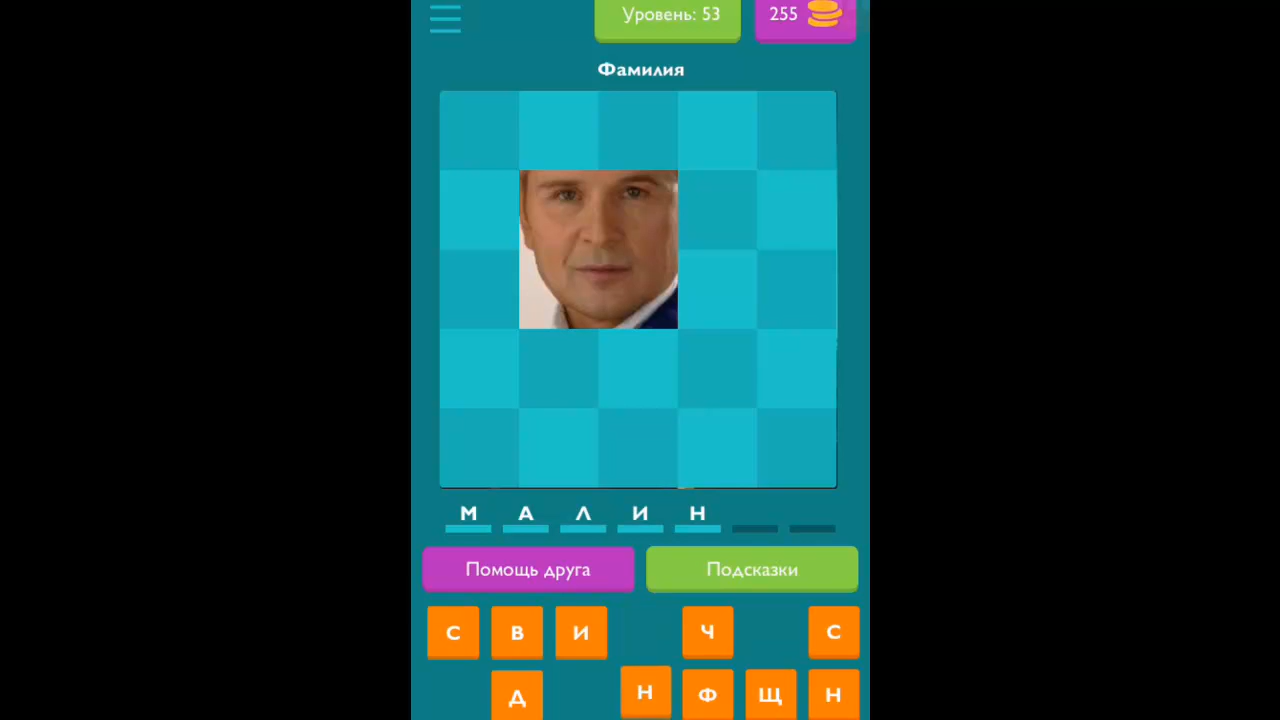 Уровень: 53 255
Фамилия
М А Л И Н
Помощь друга Подсказки
С В И Ч С
Д Н Ф Щ Н